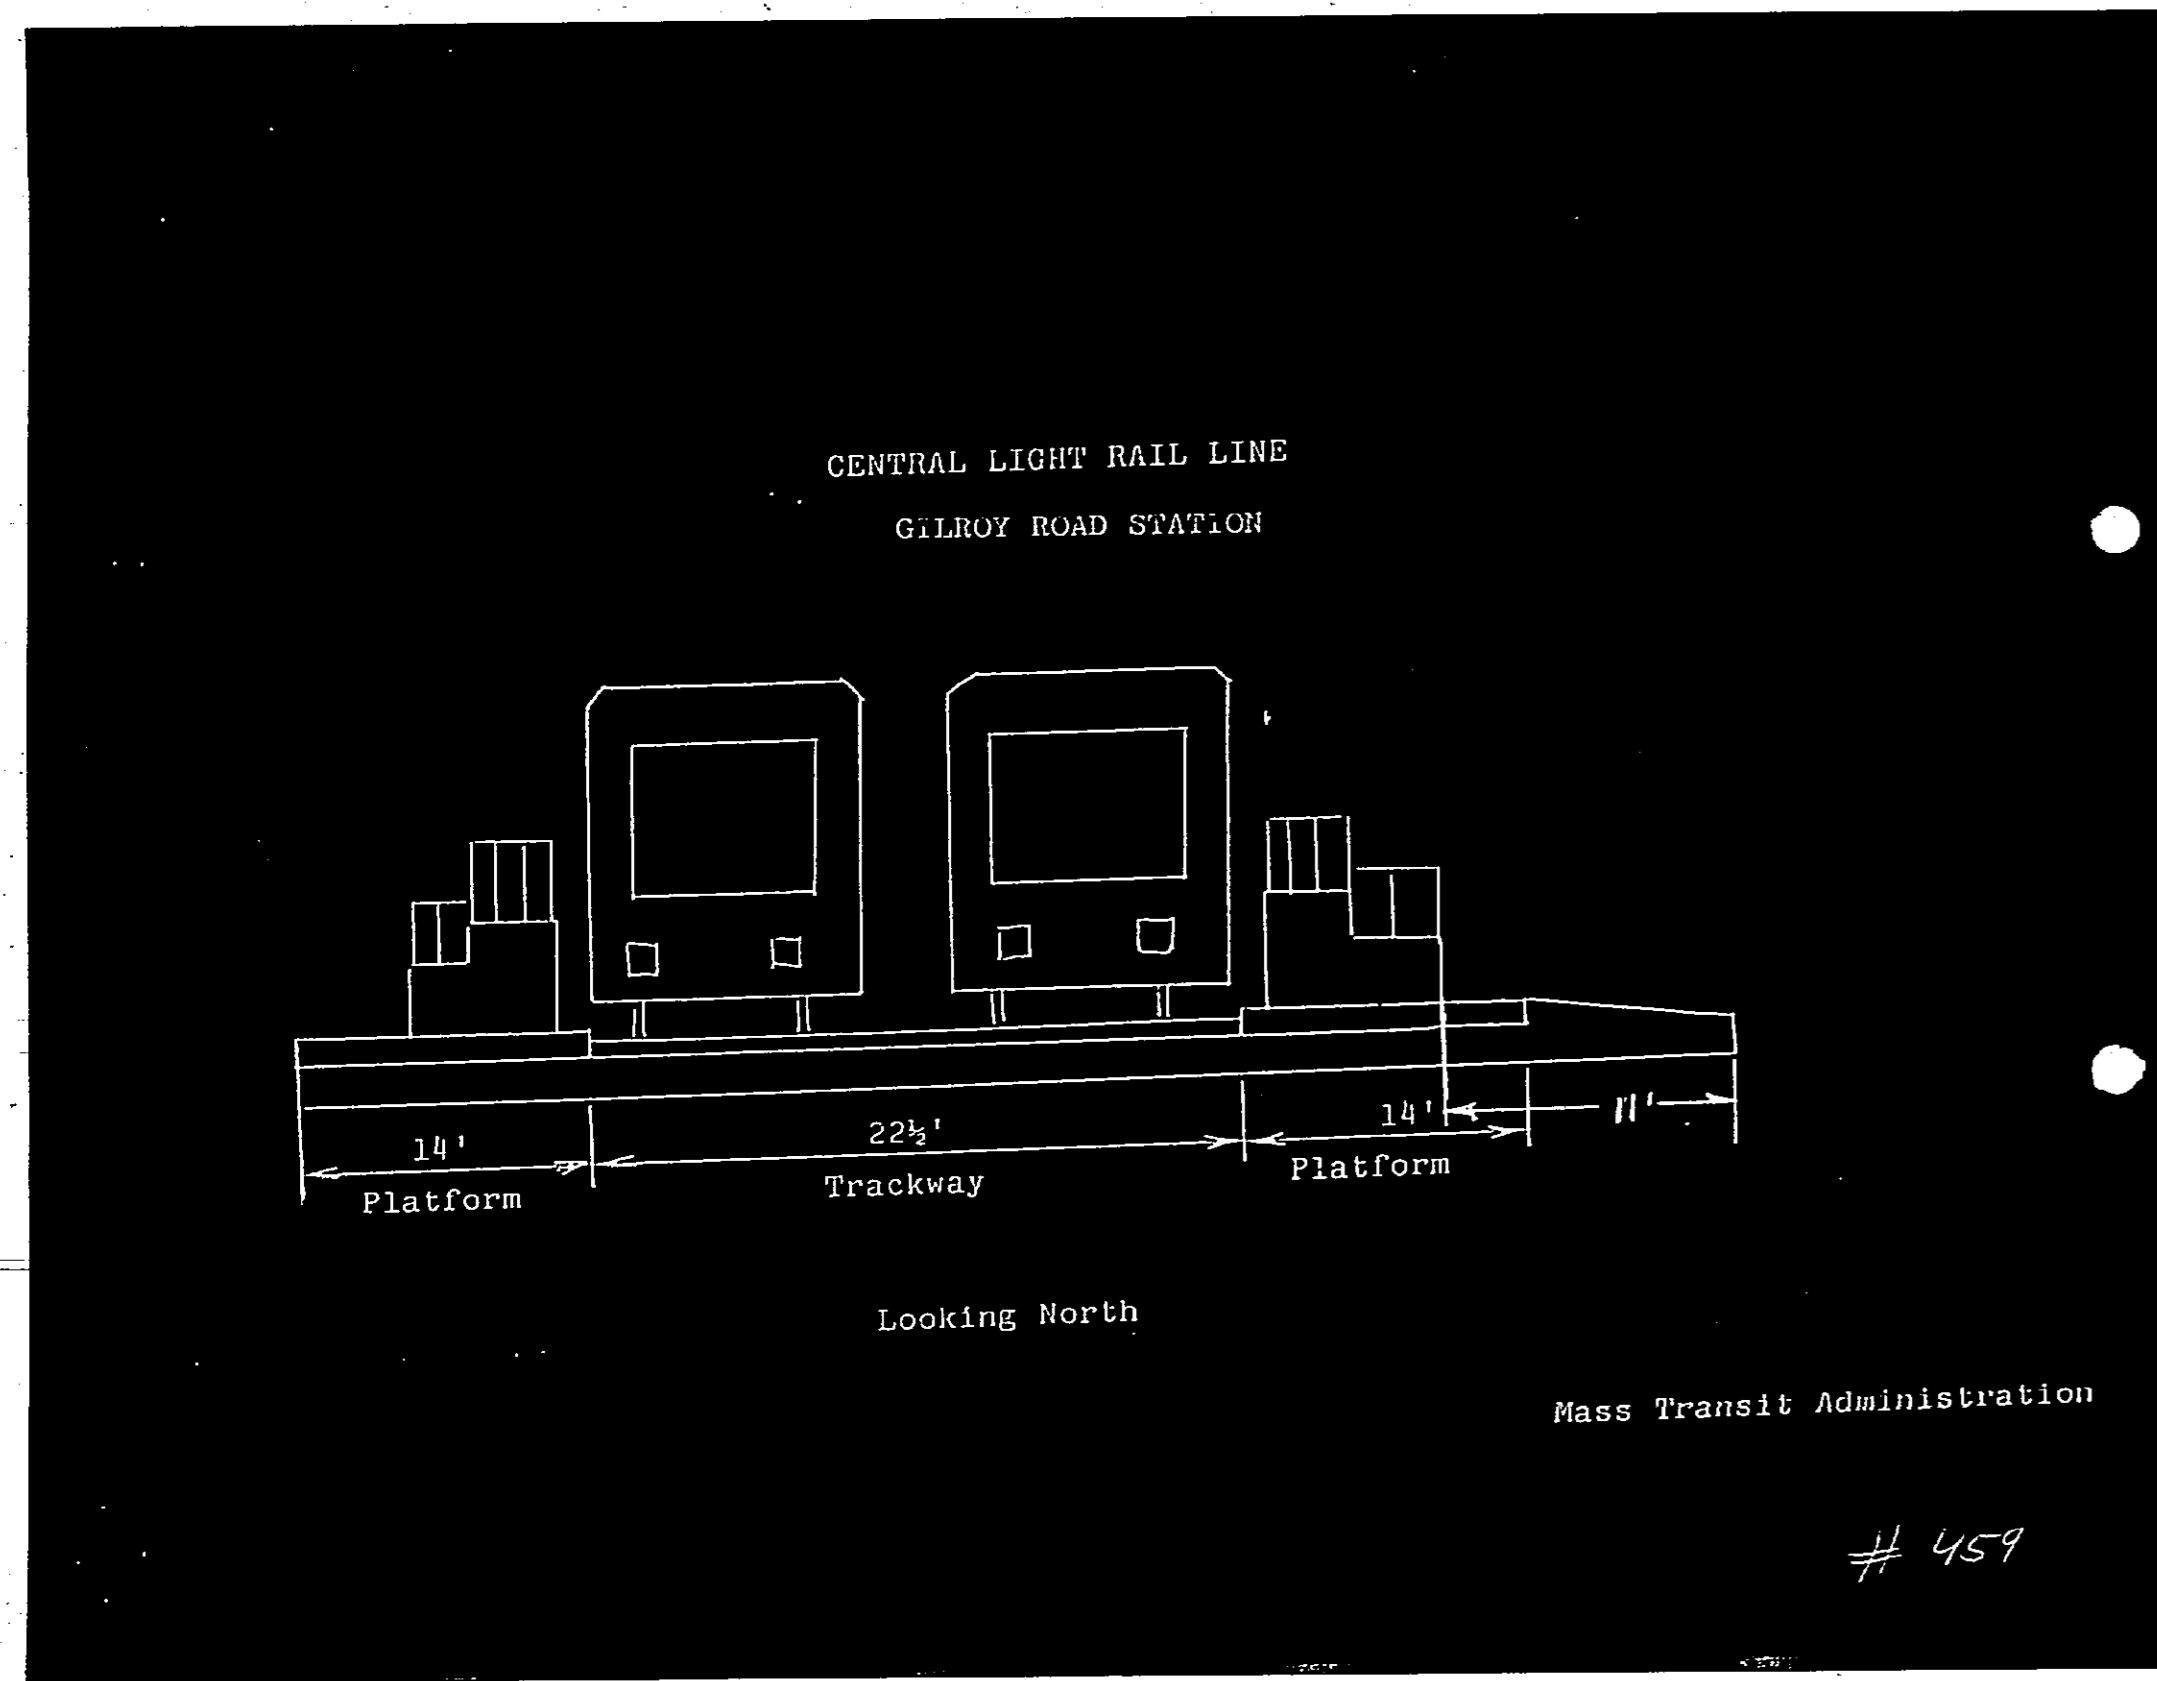 CENTRAL LIGHT RAIL LINE
GILROY ROAD STATION
14'
22½'
14'
11'
Platform
Trackway
Platform
Looking North
Mass Transit Administration
# 459